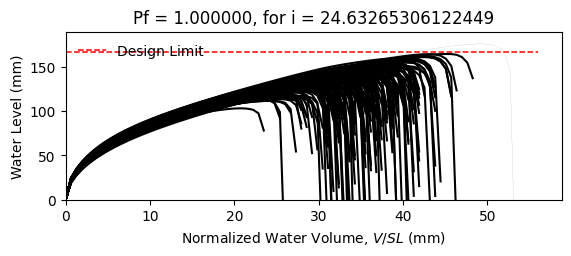 Pf = 1.000000, for i = 24.63265306122449
Design Limit
Water Level (mm)
150
100
50
0
0 10 20 30 40 50
Normalized Water Volume, V/SL (mm)